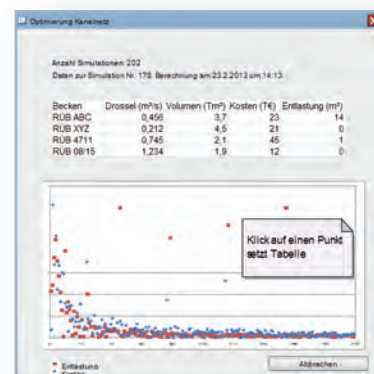 Optimierung Kanalnetz
Anzahl Simulationen: 202
Daten zur Simulation Nr. 178. Berechnung am 23.2.2013 um 14:13
Becken Drossel (m³/s) Volumen (Tm³) Kosten (T€) Entlastung (m³)
RÜB ABC 0,456 3,7 23 14
RÜB XYZ 0,212 4,5 21 0
RÜB 4711 0,745 2,1 45 1
RÜB 08/15 1,234 1,9 12 0
Klick auf einen Punkt
setzt Tabelle
Entlastung
Kosten
Abbrechen